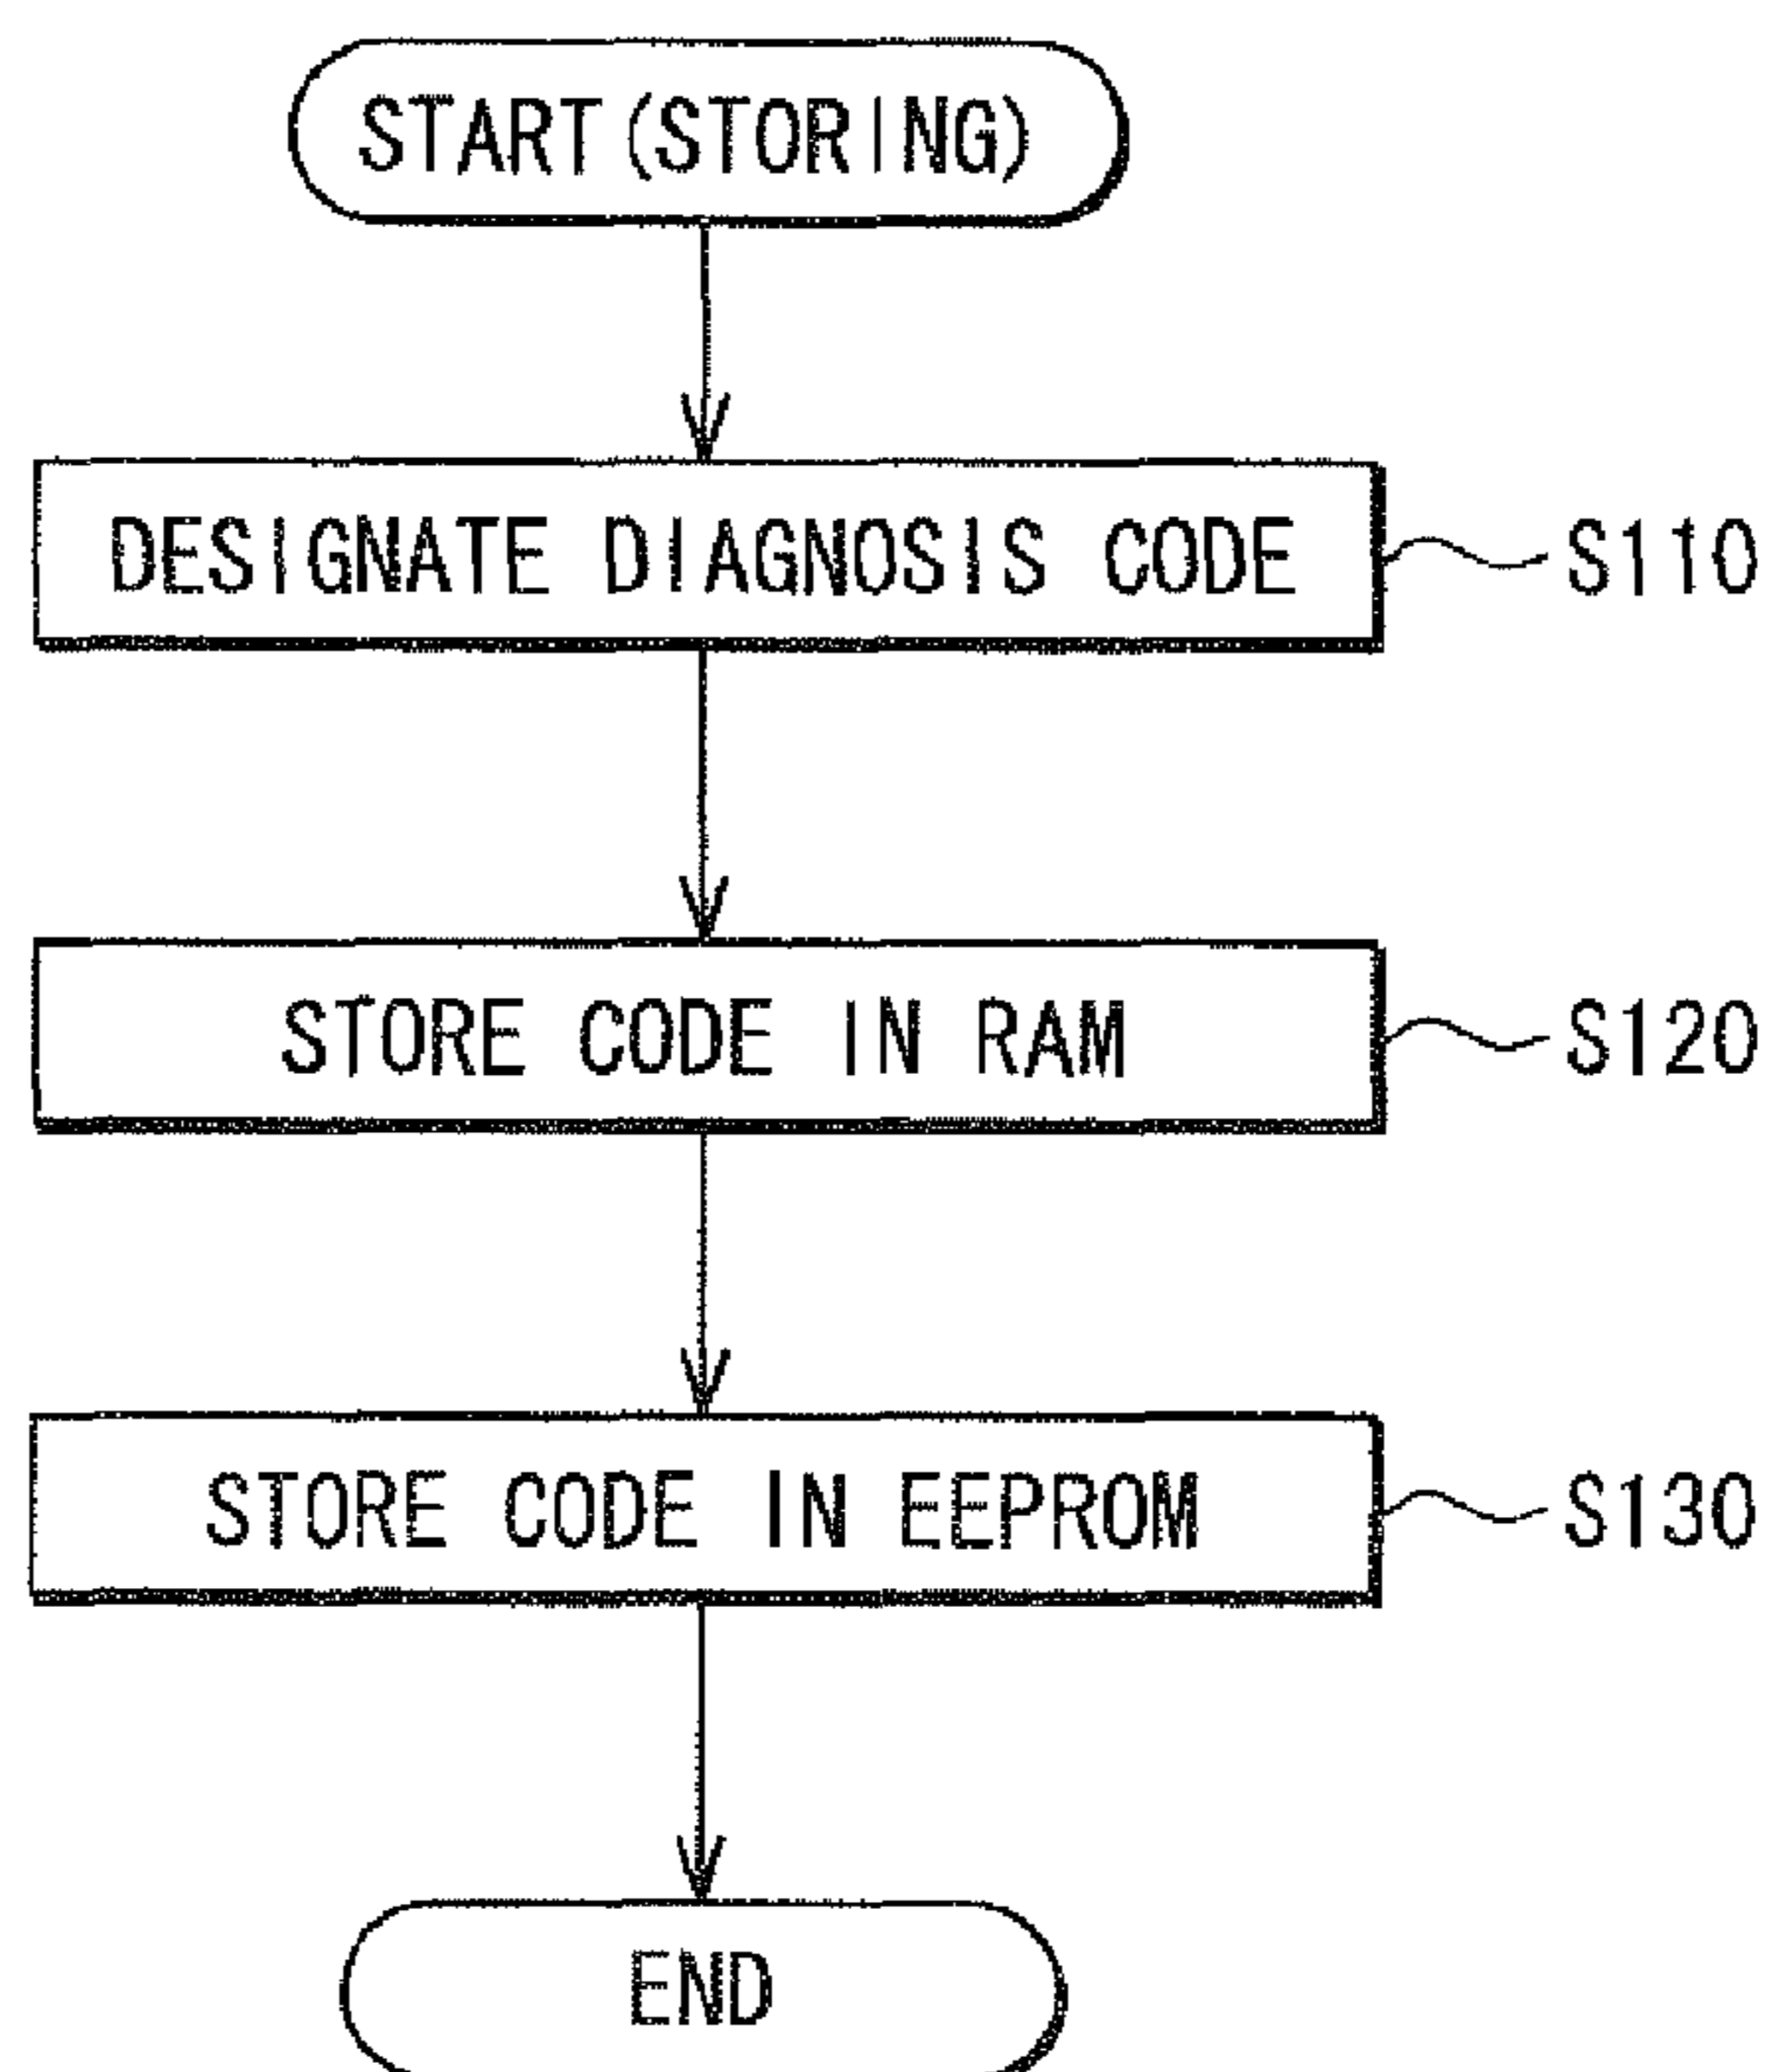 START(STORING)
DESIGNATE DIAGNOSIS CODE
S110
STORE CODE IN RAM
S120
STORE CODE IN EEPROM
S130
END